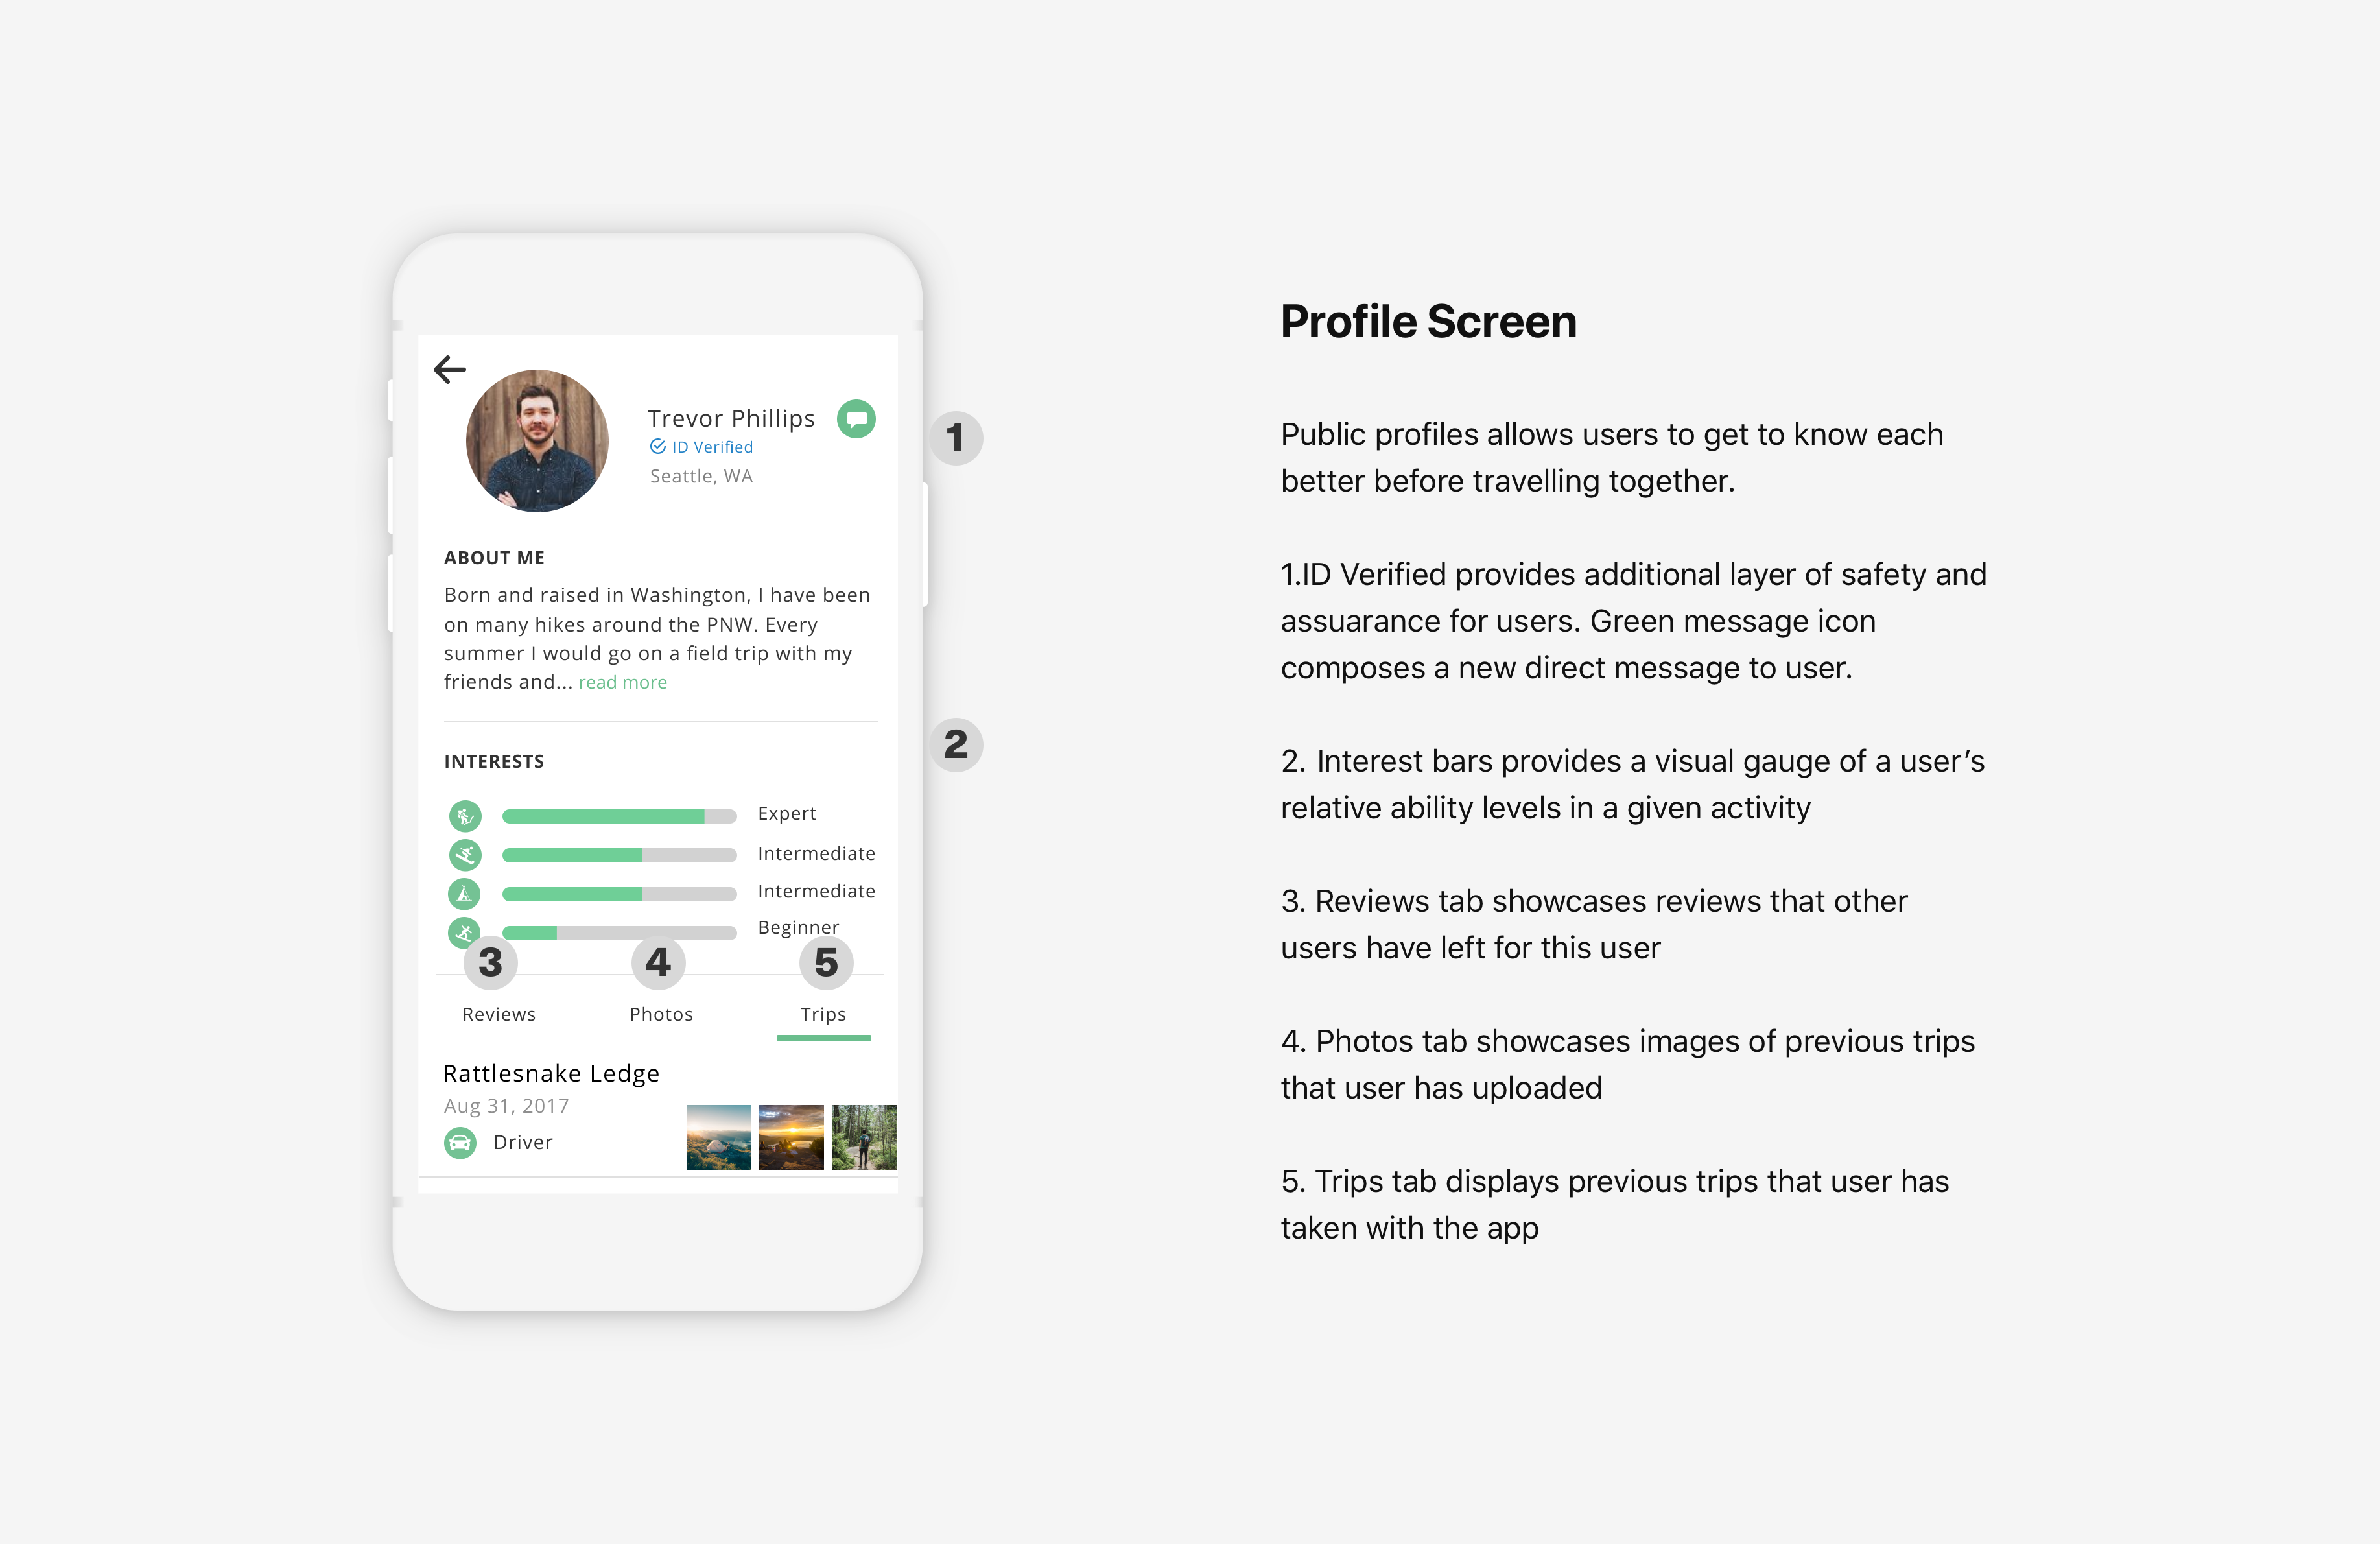 Trevor Phillips
ID Verified
Seattle, WA
1
ABOUT ME
Born and raised in Washington, I have been
on many hikes around the PNW. Every
summer I would go on a field trip with my
friends and... read more
2
INTERESTS
Expert
Intermediate
Intermediate
Beginner
3 4 5
Reviews Photos Trips
Rattlesnake Ledge
Aug 31, 2017
Driver
Profile Screen
Public profiles allows users to get to know each
better before travelling together.
1.ID Verified provides additional layer of safety and
assuarance for users. Green message icon
composes a new direct message to user.
2. Interest bars provides a visual gauge of a user’s
relative ability levels in a given activity
3. Reviews tab showcases reviews that other
users have left for this user
4. Photos tab showcases images of previous trips
that user has uploaded
5. Trips tab displays previous trips that user has
taken with the app